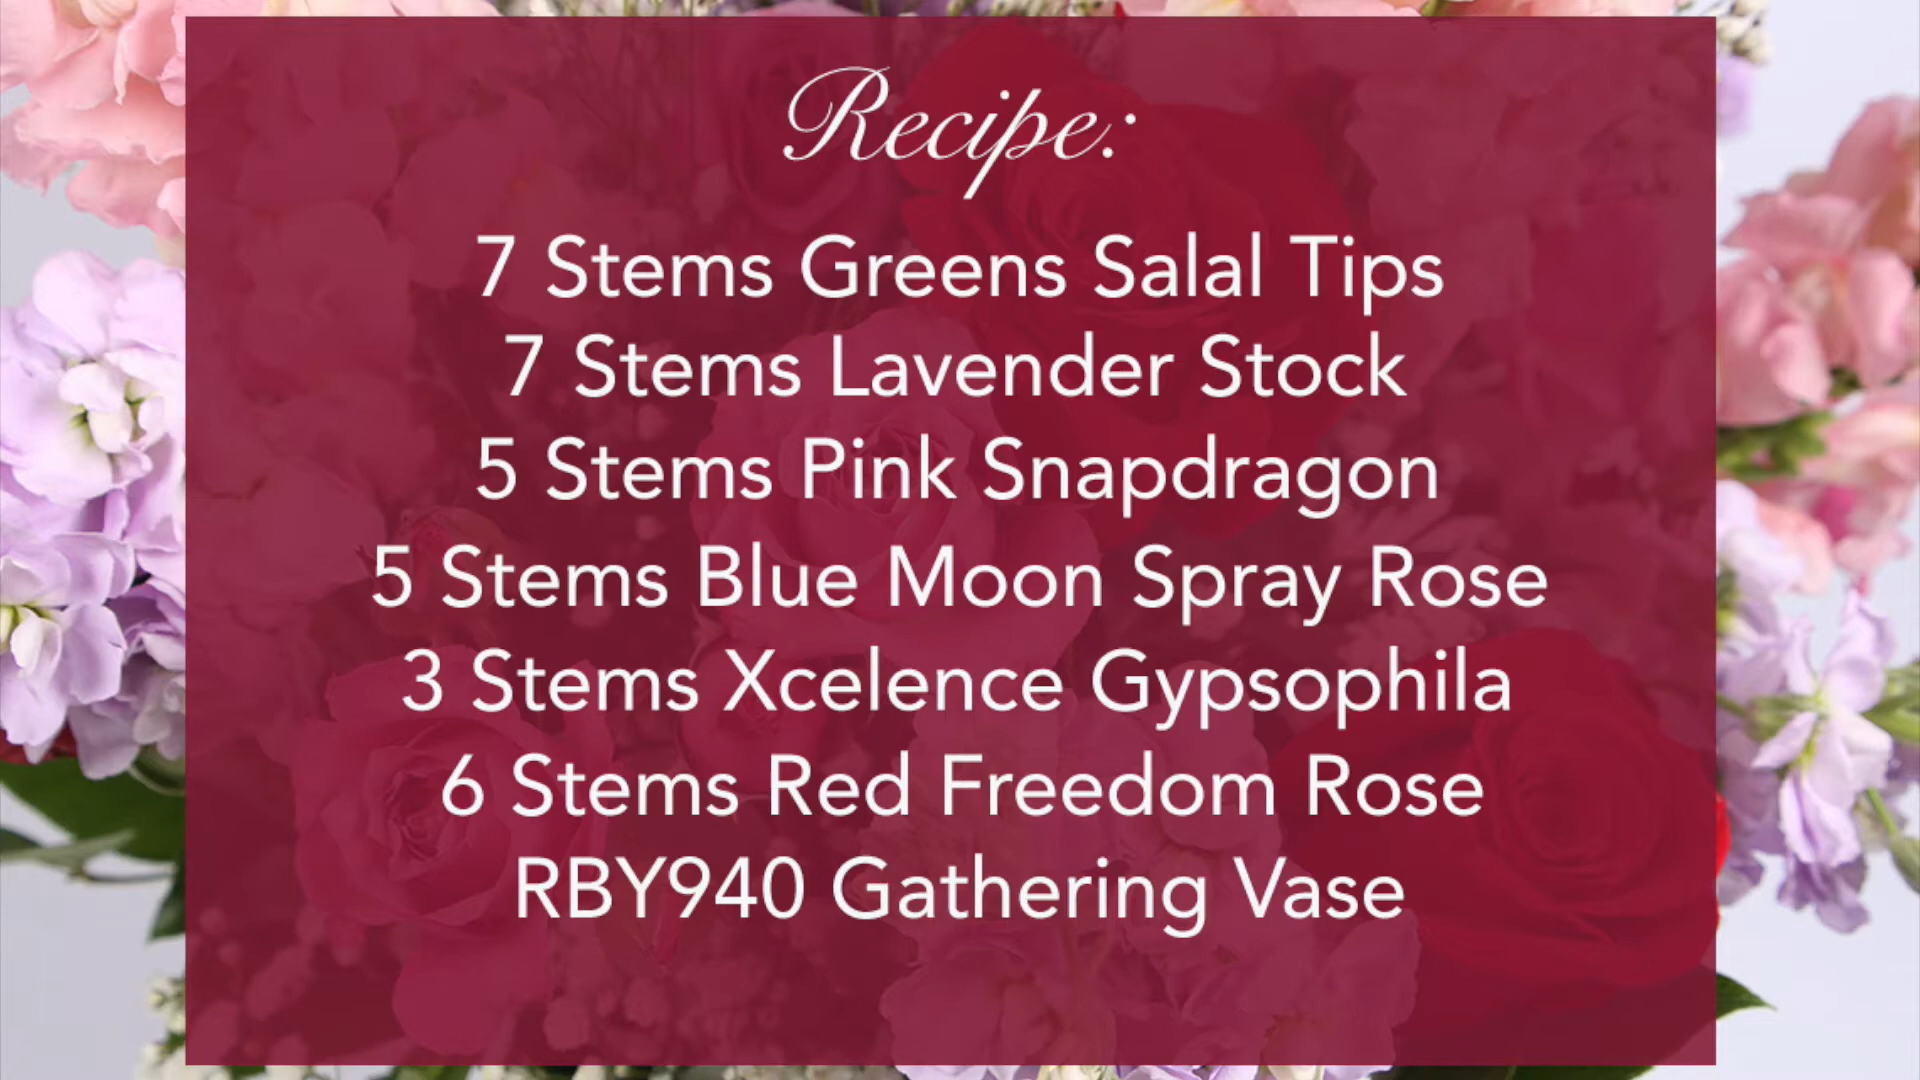 Recipe:
7 Stems Greens Salal Tips
7 Stems Lavender Stock
5 Stems Pink Snapdragon
5 Stems Blue Moon Spray Rose
3 Stems Xcelence Gypsophila
6 Stems Red Freedom Rose
RBY940 Gathering Vase